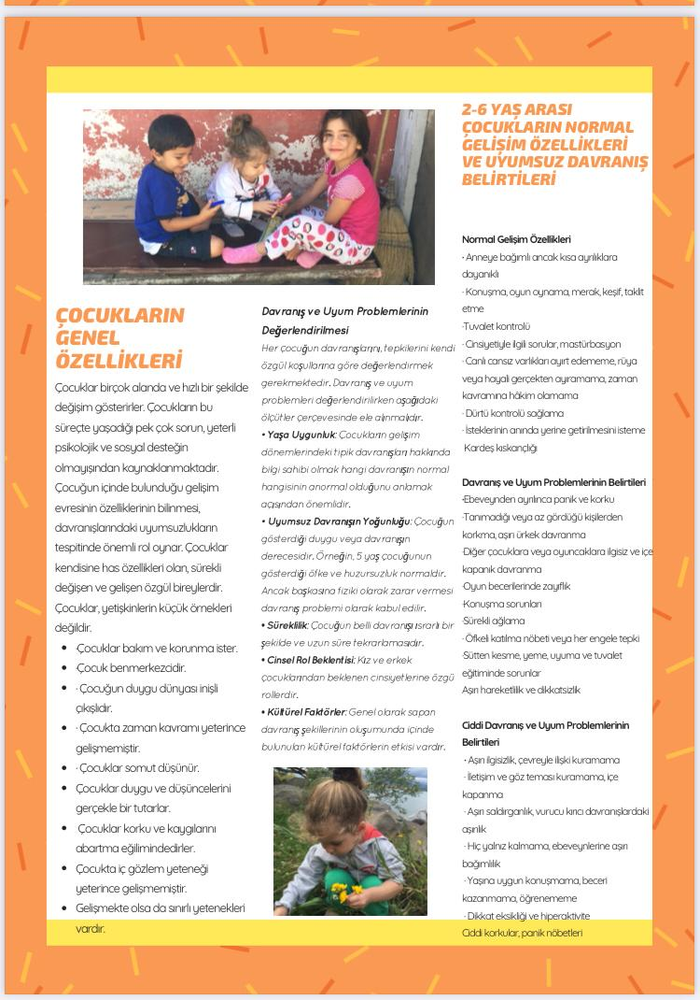 ÇOCUKLARIN
GENEL
ÖZELLİKLERİ
Çocuklar birçok alanda ve hızlı bir şekilde
değişim gösterirler. Çocukların bu
süreçte yaşadığı pek çok sorun, yeterli
psikolojik ve sosyal desteğin
olmayışından kaynaklanmaktadır.
Çocuğun içinde bulunduğu gelişim
evresinin özelliklerinin bilinmesi,
davranışlarındaki uyumsuzlukların
tespitinde önemli rol oynar. Çocuklar
kendisine has özellikleri olan, sürekli
değişen ve gelişen özgül bireylerdir.
Çocuklar, yetişkinlerin küçük örnekleri
değildir.
• ·Çocuklar bakım ve korunma ister.
• ·Çocuk benmerkezcidir.
• · Çocuğun duygu dünyası inişli
çıkışlıdır.
• · Çocukta zaman kavramı yeterince
gelişmemiştir.
• · Çocuklar somut düşünür.
• Çocuklar duygu ve düşüncelerini
gerçekle bir tutarlar.
• Çocuklar korku ve kaygılarını
abartma eğilimindedirler.
• Çocukta iç gözlem yeteneği
yeterince gelişmemiştir.
• Gelişmekte olsa da sınırlı yetenekleri
vardır.
Davranış ve Uyum Problemlerinin
Değerlendirilmesi
Her çocuğun davranışlarını, tepkilerini kendi
özgül koşullarına göre değerlendirmek
gerekmektedir. Davranış ve uyum
problemleri değerlendirilirken aşağıdaki
ölçütler çerçevesinde ele alınmalıdır.
• Yaşa Uygunluk: Çocukların gelişim
dönemlerindeki tipik davranışları hakkında
bilgi sahibi olmak hangi davranışın normal
hangisinin anormal olduğunu anlamak
açısından önemlidir.
• Uyumsuz Davranışın Yoğunluğu: Çocuğun
gösterdiği duygu veya davranışın
derecesidir. Örneğin, 5 yaş çocuğunun
gösterdiği öfke ve huzursuzluk normaldir.
Ancak başkasına fiziki olarak zarar vermesi
davranış problemi olarak kabul edilir.
• Süreklilik: Çocuğun belli davranışı ısrarlı bir
şekilde ve uzun süre tekrarlamasıdır.
• Cinsel Rol Beklentisi: Kız ve erkek
çocuklarından beklenen cinsiyetlerine özgü
rollerdir.
• Kültürel Faktörler: Genel olarak sapan
davranış şekillerinin oluşumunda içinde
bulunulan kültürel faktörlerin etkisi vardır.
2-6 YAŞ ARASI
ÇOCUKLARIN NORMAL
GELİŞİM ÖZELLİKLERİ
VE UYUMSUZ DAVRANIŞ
BELİRTİLERİ
Normal Gelişim Özellikleri
· Anneye bağımlı ancak kısa ayrılıklara
dayanıklı
· Konuşma, oyun oynama, merak, keşif, taklit
etme
·Tuvalet kontrolü
· Cinsiyetiyle ilgili sorular, mastürbasyon
· Canlı cansız varlıkları ayırt edememe, rüya
veya hayali gerçekten ayıramama, zaman
kavramına hâkim olamama
· Dürtü kontrolü sağlama
· İsteklerinin anında yerine getirilmesini isteme
Kardeş kıskançlığı
Davranış ve Uyum Problemlerinin Belirtileri
·Ebeveynden ayrılınca panik ve korku
·Tanımadığı veya az gördüğü kişilerden
korkma, aşırı ürkek davranma
·Diğer çocuklara veya oyuncaklara ilgisiz ve içe
kapanık davranma
·Oyun becerilerinde zayıflık
·Konuşma sorunları
·Sürekli ağlama
· Öfkeli katılma nöbeti veya her engele tepki
·Sütten kesme, yeme, uyuma ve tuvalet
eğitiminde sorunlar
Aşırı hareketlilik ve dikkatsizlik
Ciddi Davranış ve Uyum Problemlerinin
Belirtileri
· Aşırı ilgisizlik, çevreyle ilişki kuramama
· İletişim ve göz teması kuramama, içe
kapanma
· Aşırı saldırganlık, vurucu kırıcı davranışlardaki
aşırılık
· Hiç yalnız kalmama, ebeveynlerine aşırı
bağımlılık
· Yaşına uygun konuşmama, beceri
kazanmama, öğrenememe
· Dikkat eksikliği ve hiperaktivite
Ciddi korkular, panik nöbetleri